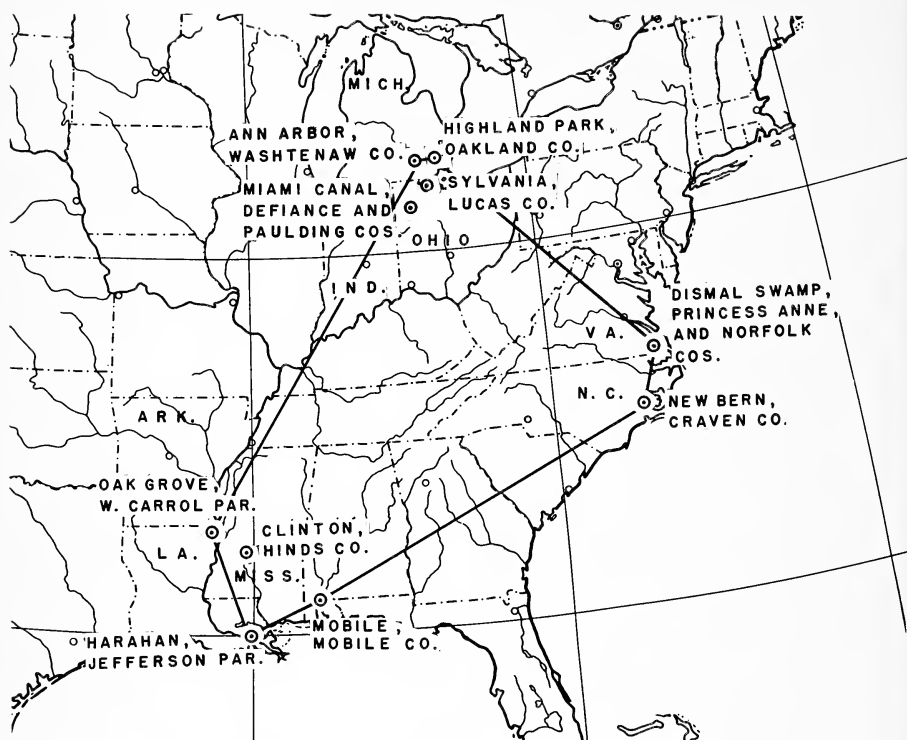 MICH.
ANN ARBOR,
WASHTENAW CO.
HIGHLAND PARK,
OAKLAND CO.
MIAMI CANAL,
DEFIANCE AND
PAULDING COS.
SYLVANIA,
LUCAS CO.
OHIO
IND.
DISMAL SWAMP,
PRINCESS ANNE,
AND NORFOLK
COS.
VA.
N.C.
NEW BERN,
CRAVEN CO.
ARK.
OAK GROVE,
W. CARROL PAR.
LA.
CLINTON,
HINDS CO.
MISS.
MOBILE,
MOBILE CO.
HARAHAN,
JEFFERSON PAR.